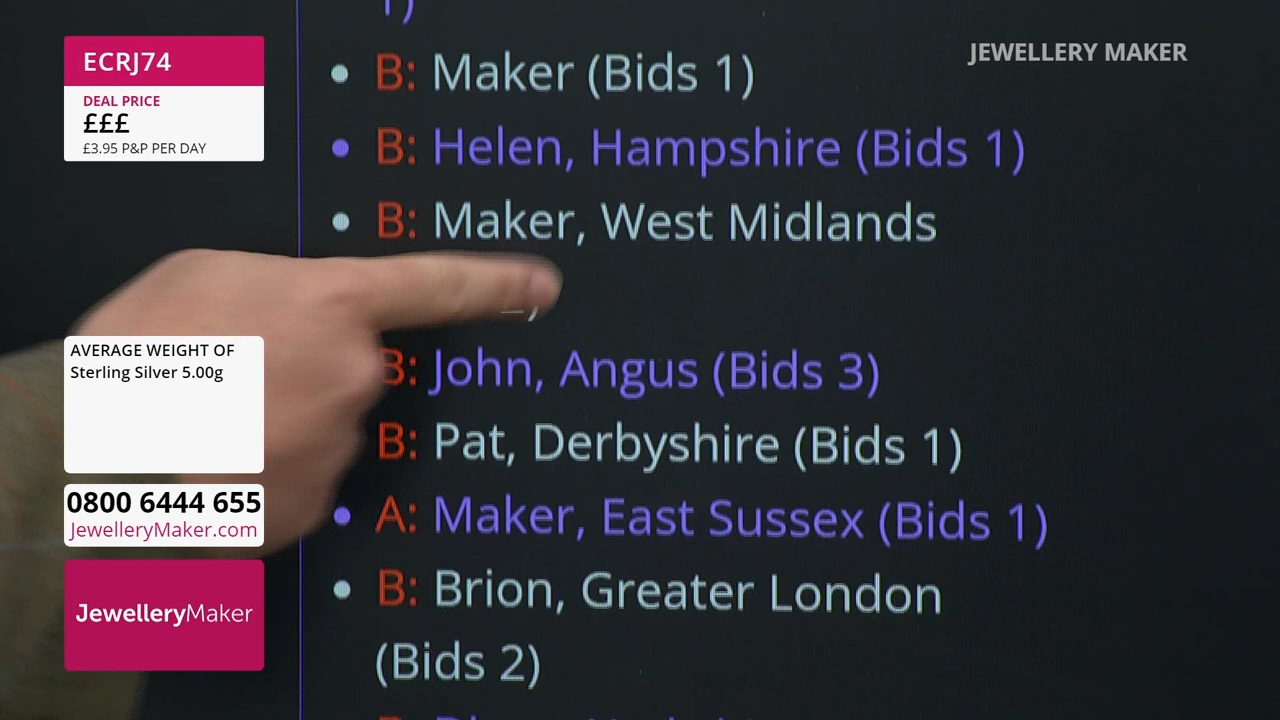 1)
B: Maker (Bids 1)
B: Helen, Hampshire (Bids 1)
B: Maker, West Midlands
B: John, Angus (Bids 3)
B: Pat, Derbyshire (Bids 1)
A: Maker, East Sussex (Bids 1)
B: Brion, Greater London
(Bids 2)
JEWELLERY MAKER
ECRJ74
DEAL PRICE
£££
£3.95 P&P PER DAY
AVERAGE WEIGHT OF
Sterling Silver 5.00g
0800 6444 655
JewelleryMaker.com
JewelleryMaker